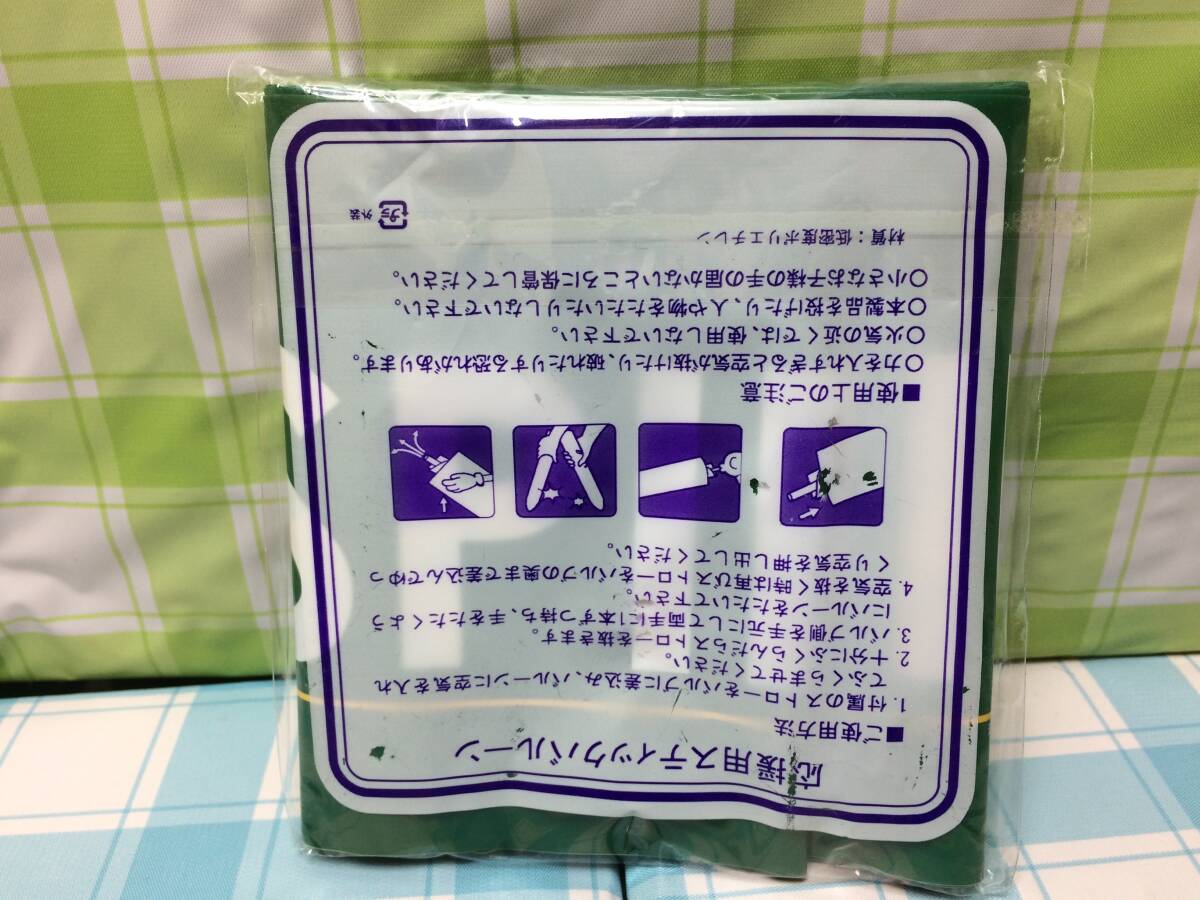 応援用スティックバルーン
■ご使用方法
1. 付属のストローをバルブに差込み、バルーンに空気を入れ
てふくらませてください。
2. 十分にふくらんだらストローを抜きます。
3. バルブ側を手元にして両手に1本ずつ持ち、手をたたくよう
にバルーンをたたいて下さい。
4. 空気を抜く時は再びストローをバルブの奥まで差込んでゆっ
くり空気を押し出してください。
■使用上のご注意
○力を入れすぎると空気が抜けたり、破れたりする恐れがあります。
○火気の近くでは、使用しないで下さい。
○本製品を投げたり、人や物をたたいたりしないで下さい。
○小さなお子様の手の届かないところに保管してください。
材質：低密度ポリエチレン
プラ 外装